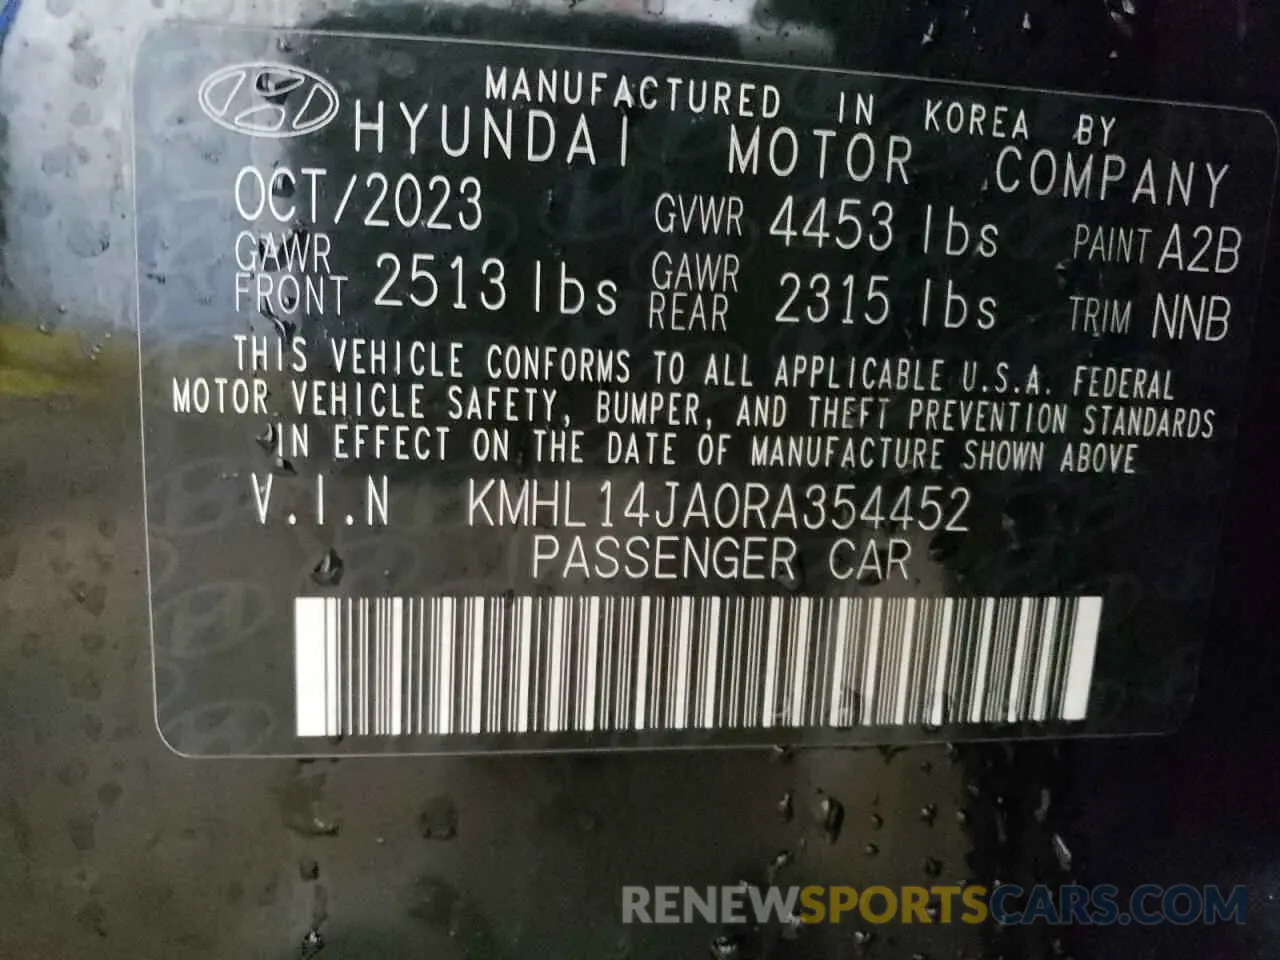 MANUFACTURED IN KOREA BY
HYUNDAI MOTOR COMPANY
OCT/2023 GVWR 4453 lbs PAINT A2B
GAWR FRONT 2513 lbs GAWR REAR 2315 lbs TRIM NNB
THIS VEHICLE CONFORMS TO ALL APPLICABLE U.S.A. FEDERAL
MOTOR VEHICLE SAFETY, BUMPER, AND THEFT PREVENTION STANDARDS
IN EFFECT ON THE DATE OF MANUFACTURE SHOWN ABOVE
V.I.N KMHL14JA0RA354452
PASSENGER CAR
RENEWSPORTSCARS.COM